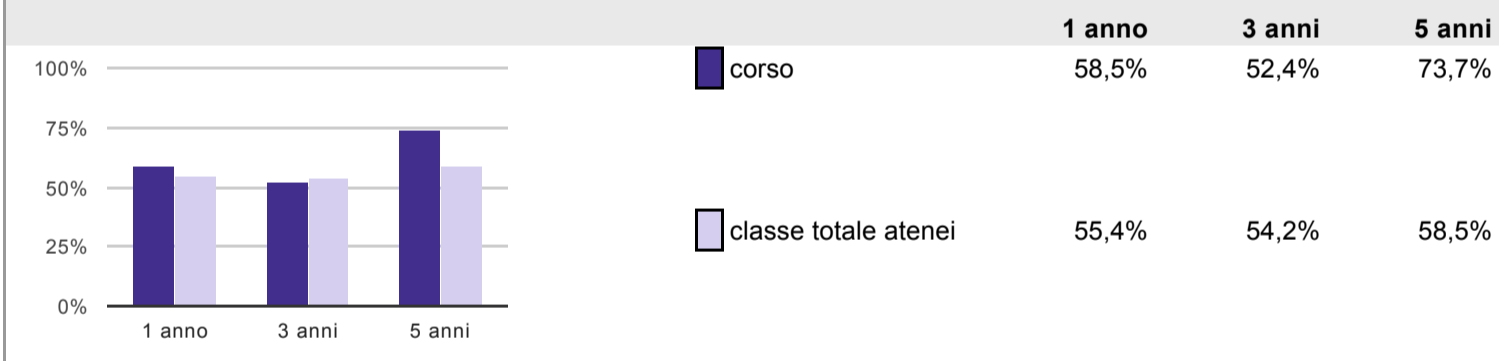 1 anno 3 anni 5 anni
100%
75%
50%
25%
0%
1 anno 3 anni 5 anni
corso 58,5% 52,4% 73,7%
classe totale atenei 55,4% 54,2% 58,5%